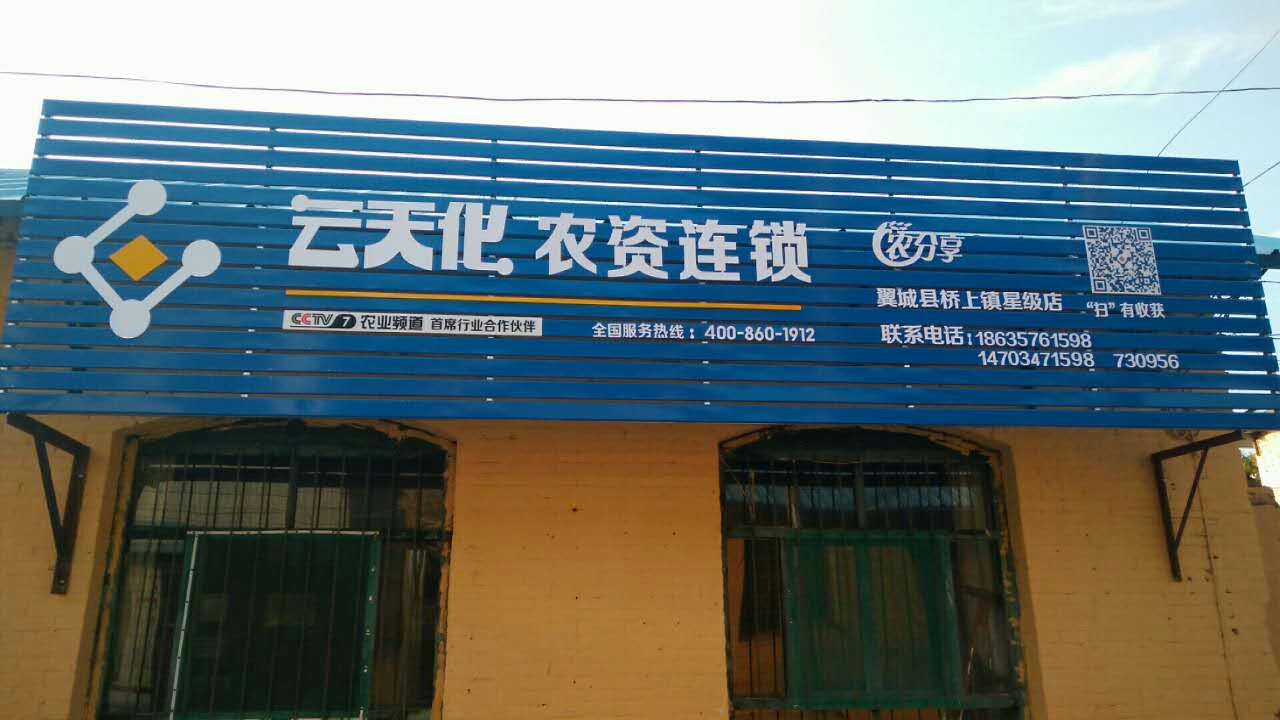 云天化 农资连锁
CCTV 7 农业频道 首席行业合作伙伴
全国服务热线：400-860-1912
农分享
翼城县桥上镇星级店
“扫”有收获
联系电话：18635761598
14703471598 730956